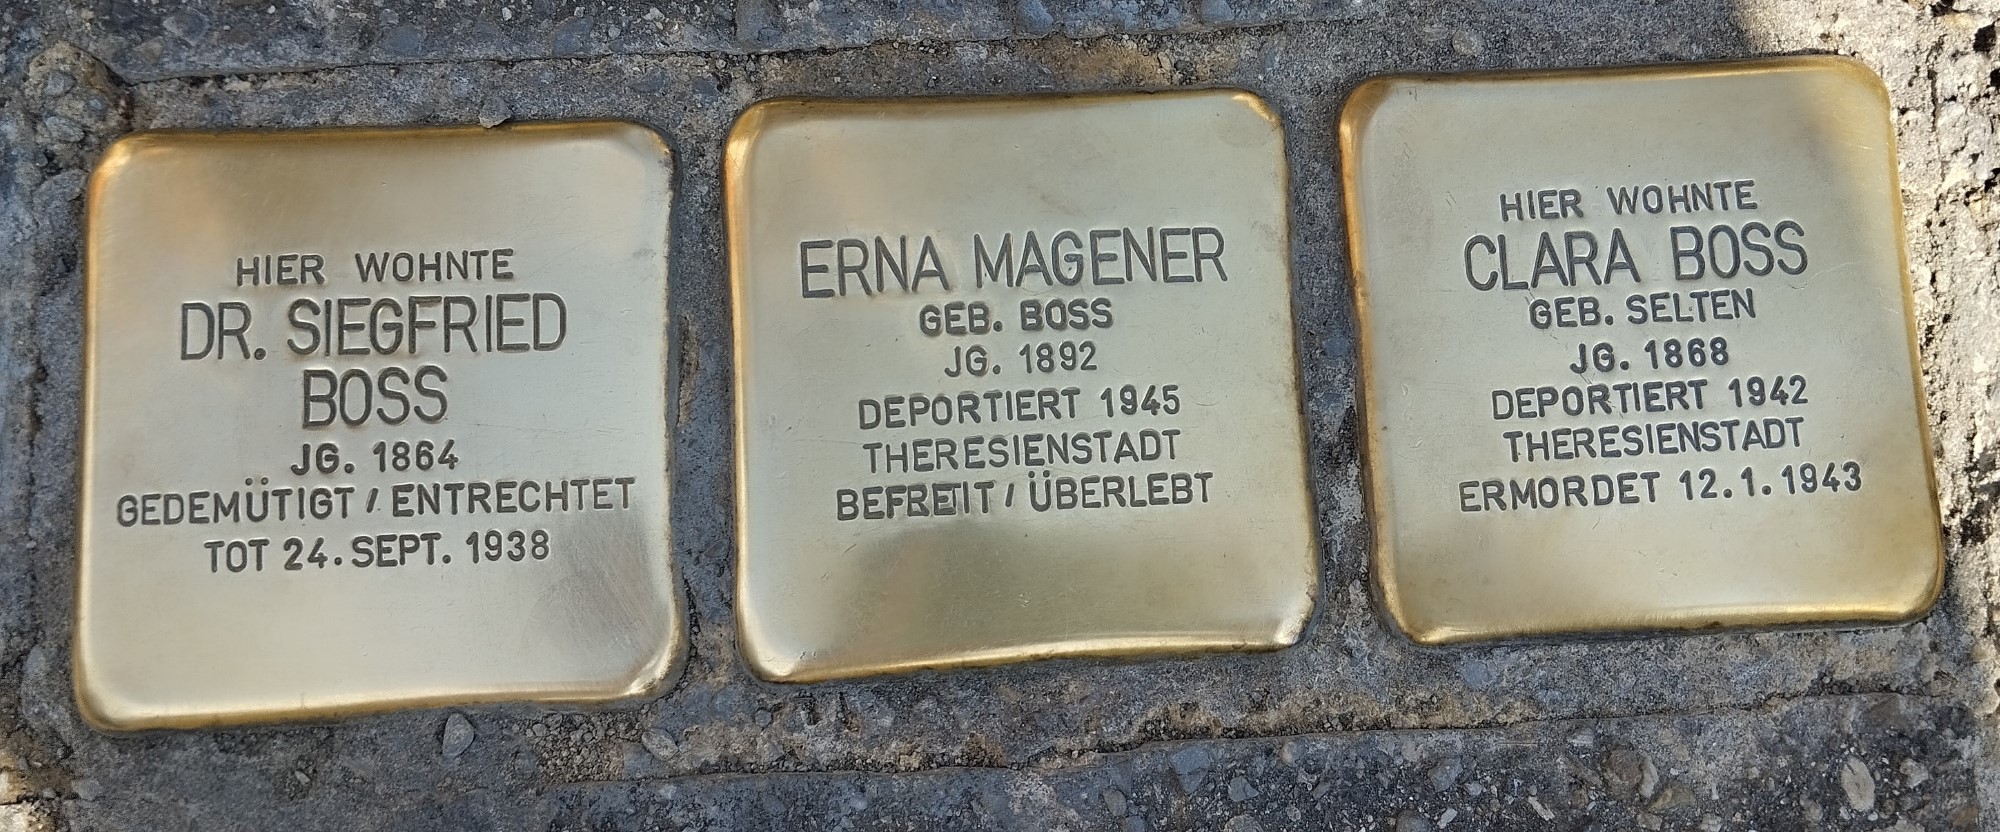 HIER WOHNTE
DR. SIEGFRIED
BOSS
JG. 1864
GEDEMÜTIGT / ENTRECHTET
TOT 24. SEPT. 1938
ERNA MAGENER
GEB. BOSS
JG. 1892
DEPORTIERT 1945
THERESIENSTADT
BEFREIT / ÜBERLEBT
HIER WOHNTE
CLARA BOSS
GEB. SELTEN
JG. 1868
DEPORTIERT 1942
THERESIENSTADT
ERMORDET 12.1.1943